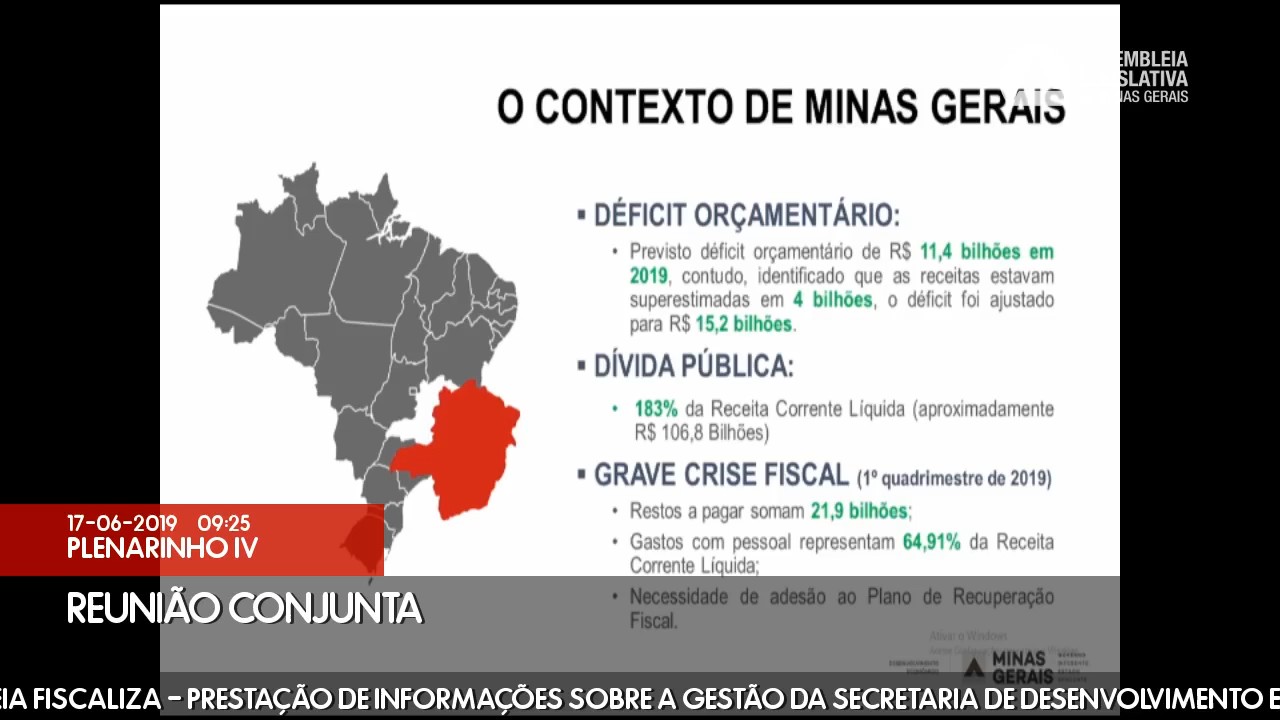 EMBLEIA
SLATIVA
NAS GERAIS
O CONTEXTO DE MINAS GERAIS
▪ DÉFICIT ORÇAMENTÁRIO:
• Previsto déficit orçamentário de R$ 11,4 bilhões em
2019, contudo, identificado que as receitas estavam
superestimadas em 4 bilhões, o déficit foi ajustado
para R$ 15,2 bilhões.
▪ DÍVIDA PÚBLICA:
• 183% da Receita Corrente Líquida (aproximadamente
R$ 106,8 Bilhões)
▪ GRAVE CRISE FISCAL (1º quadrimestre de 2019)
• Restos a pagar somam 21,9 bilhões;
• Gastos com pessoal representam 64,91% da Receita
Corrente Líquida;
• Necessidade de adesão ao Plano de Recuperação
Fiscal.
17-06-2019 09:25
PLENARINHO IV
REUNIÃO CONJUNTA
Ativar o Windows
DESENVOLVIMENTO
ECONÔMICO
MINAS
GERAIS
EIA FISCALIZA - PRESTAÇÃO DE INFORMAÇÕES SOBRE A GESTÃO DA SECRETARIA DE DESENVOLVIMENTO E